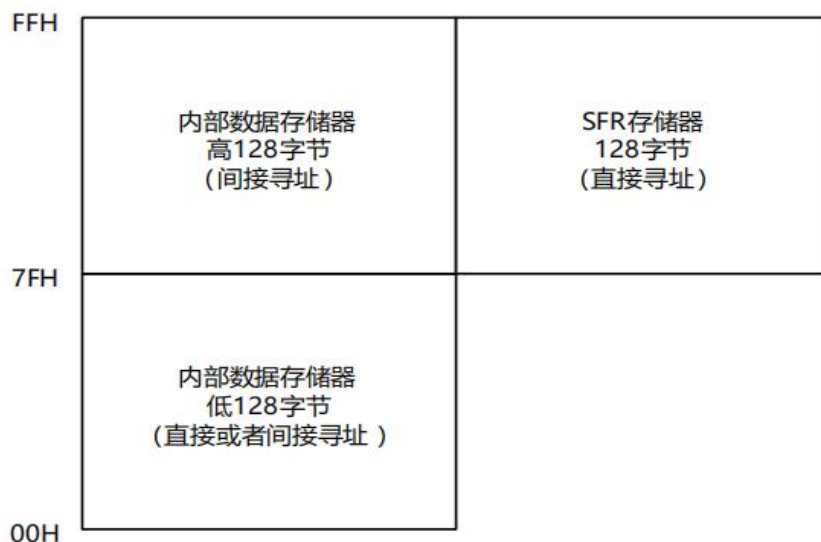 FFH
内部数据存储器
高128字节
(间接寻址)
SFR存储器
128字节
(直接寻址)
7FH
内部数据存储器
低128字节
(直接或者间接寻址 )
00H